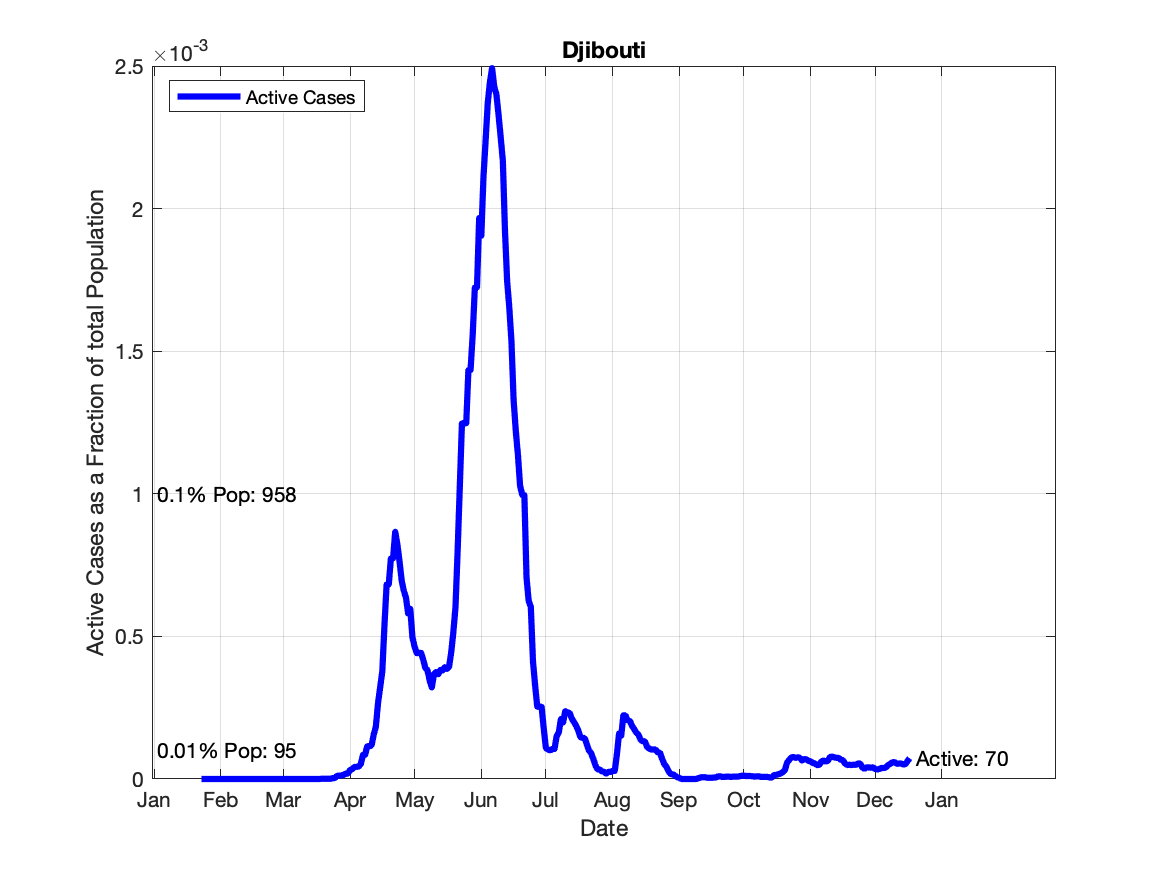 Djibouti
×10-3
2.5
2
1.5
1
0.5
0
Active Cases as a Fraction of total Population
Active Cases
0.1% Pop: 958
0.01% Pop: 95
Active: 70
Jan Feb Mar Apr May Jun Jul Aug Sep Oct Nov Dec Jan
Date